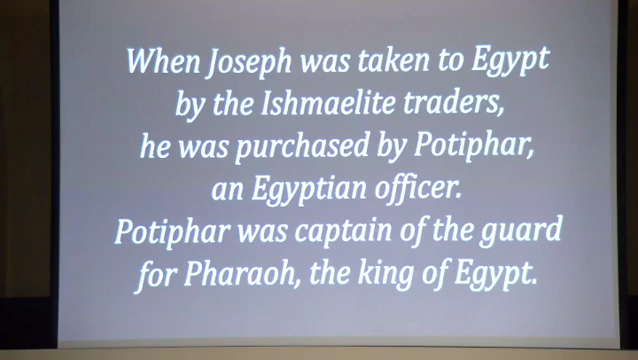 When Joseph was taken to Egypt
by the Ishmaelite traders,
he was purchased by Potiphar,
an Egyptian officer.
Potiphar was captain of the guard
for Pharaoh, the king of Egypt.